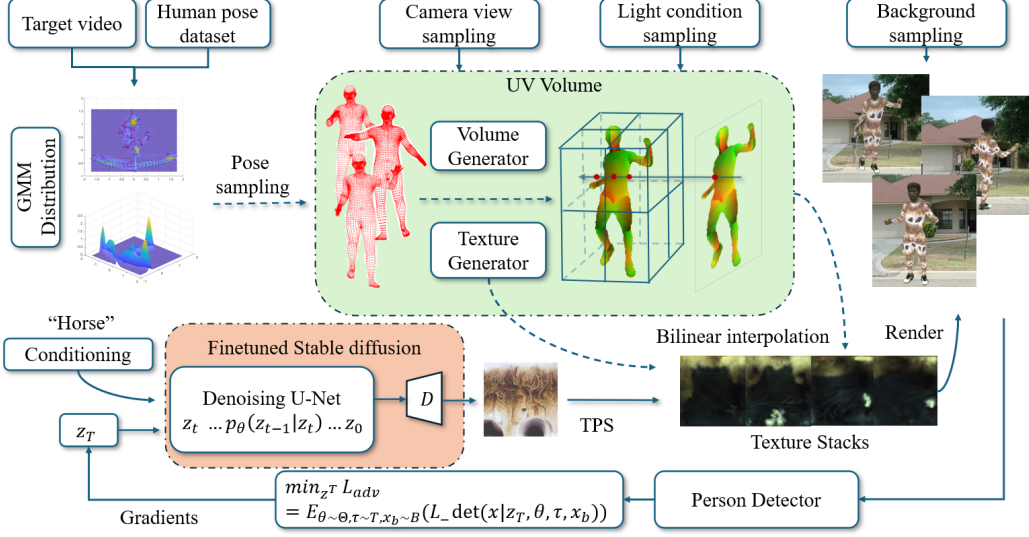 Target video
Human pose
dataset
Camera view
sampling
Light condition
sampling
Background
sampling
GMM
Distribution
Pose
sampling
UV Volume
Volume
Generator
Texture
Generator
"Horse"
Conditioning
Finetuned Stable diffusion
Denoising U-Net
z_t … p_θ(z_{t−1}|z_t) … z_0
D
z_T
TPS
Bilinear interpolation
Render
Texture Stacks
Gradients
min_{z^T} L_{adv}
= E_{θ∼Θ,τ∼T,x_b∼B}(L_det(x|z_T, θ, τ, x_b))
Person Detector